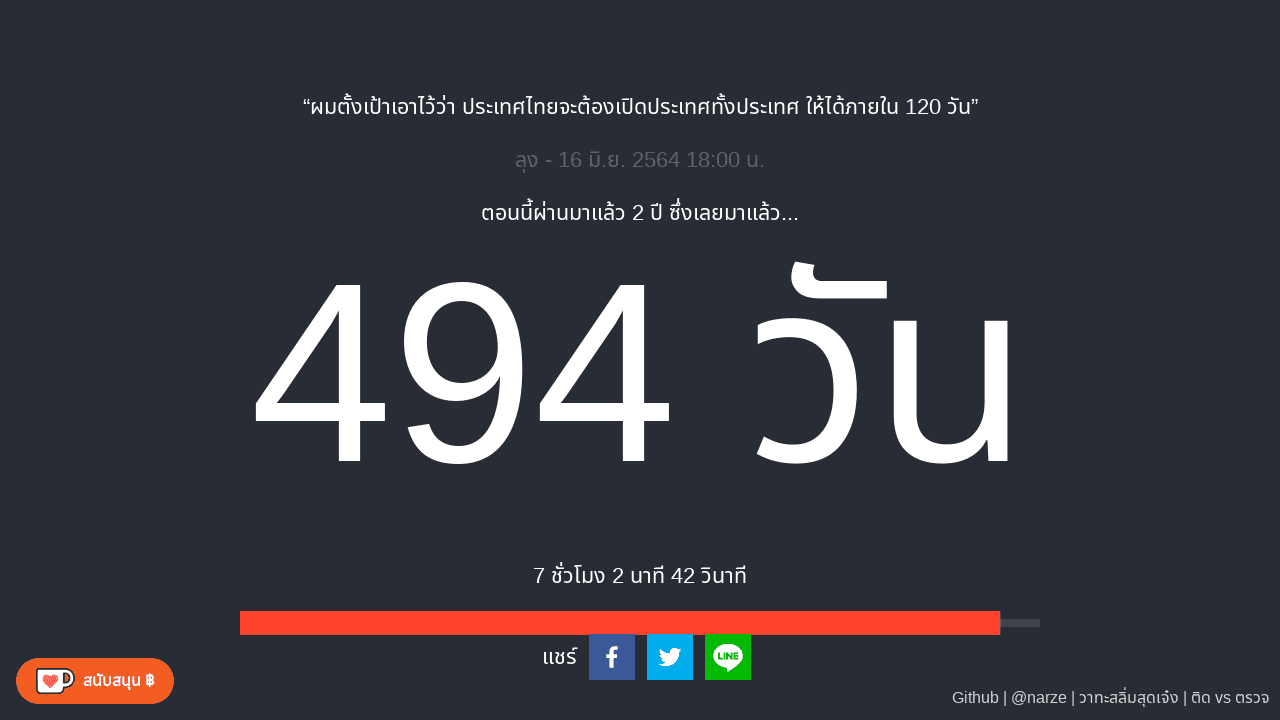 “ผมตั้งเป้าเอาไว้ว่า ประเทศไทยจะต้องเปิดประเทศทั้งประเทศ ให้ได้ภายใน 120 วัน”
ลุง - 16 มิ.ย. 2564 18:00 น.
ตอนนี้ผ่านมาแล้ว 2 ปี ซึ่งเลยมาแล้ว...
494 วัน
7 ชั่วโมง 2 นาที 42 วินาที
แชร์
LINE
สนับสนุน ฿
Github | @narze | วาทะสลิ่มสุดเจ๋ง | ติด vs ตรวจ